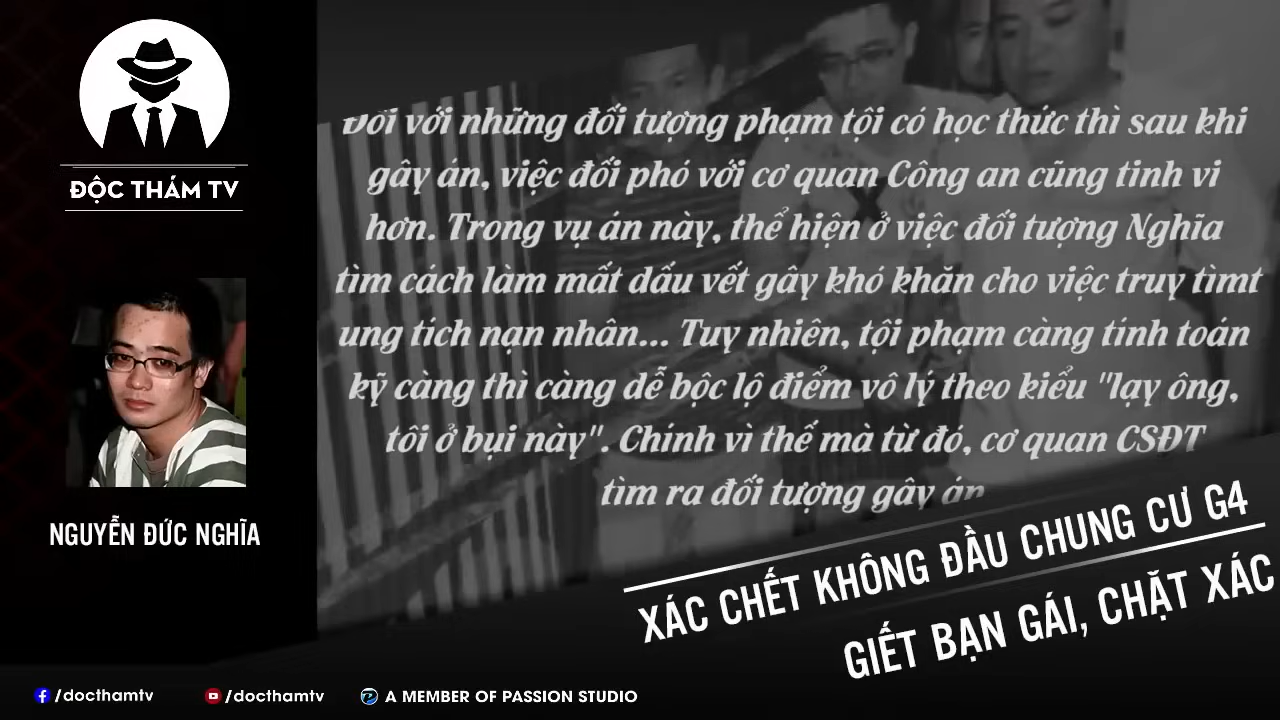 ĐỘC THÁM TV
NGUYỄN ĐỨC NGHĨA
Đối với những đối tượng phạm tội có học thức thì sau khi
gây án, việc đối phó với cơ quan Công an cũng tinh vi
hơn. Trong vụ án này, thể hiện ở việc đối tượng Nghĩa
tìm cách làm mất dấu vết gây khó khăn cho việc truy tìmt
ung tích nạn nhân... Tuy nhiên, tội phạm càng tính toán
kỹ càng thì càng dễ bộc lộ điểm vô lý theo kiểu "lạy ông,
tôi ở bụi này". Chính vì thế mà từ đó, cơ quan CSĐT
tìm ra đối tượng gây án
XÁC CHẾT KHÔNG ĐẦU CHUNG CƯ G4
GIẾT BẠN GÁI, CHẶT XÁC
/docthamtv
/docthamtv
A MEMBER OF PASSION STUDIO